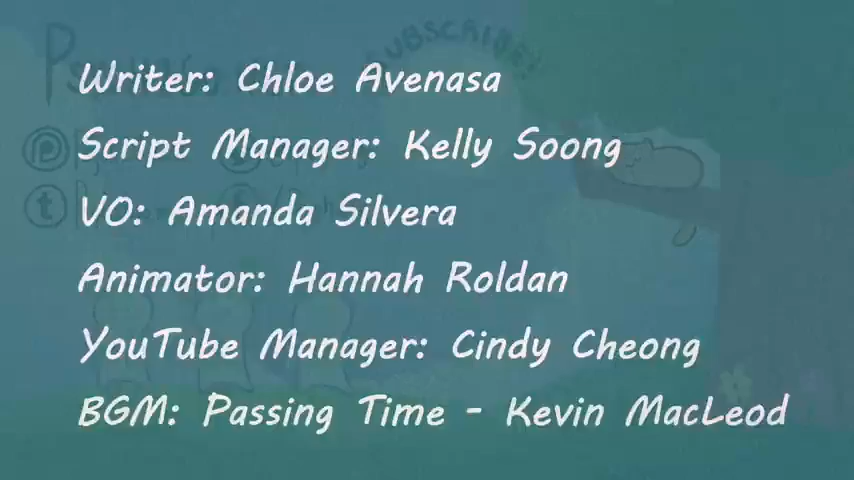 SUBSCRIBE!
Writer: Chloe Avenasa
Script Manager: Kelly Soong
VO: Amanda Silvera
Animator: Hannah Roldan
YouTube Manager: Cindy Cheong
BGM: Passing Time - Kevin MacLeod